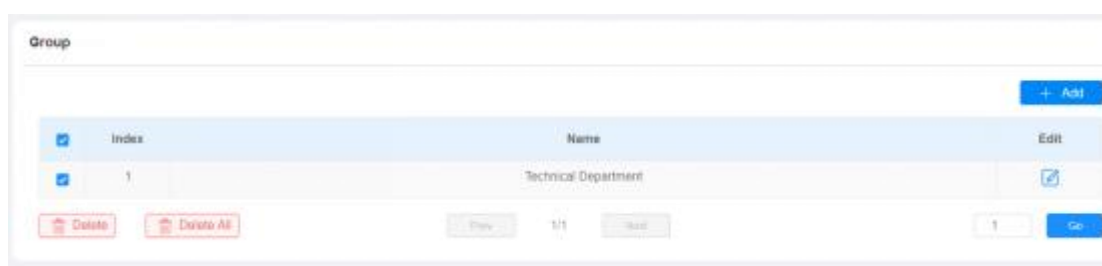 Group
+ Add
Index Name Edit
1 Technical Department
Delete Delete All Prev 1/1 Next 1 Go